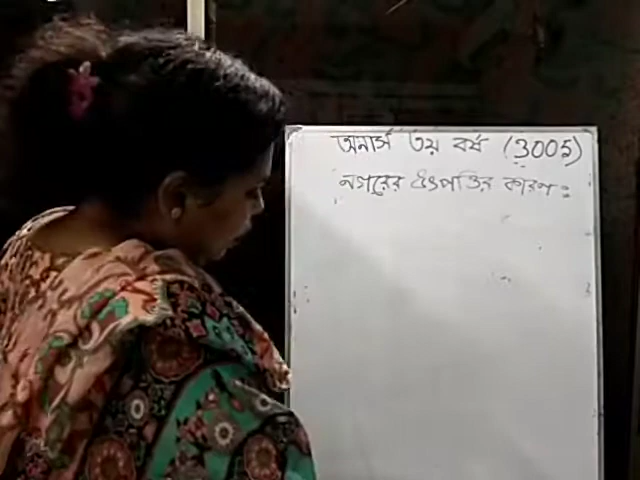 অনার্স ৩য় বর্ষ (3005)
নগরের উৎপত্তির কারণ :